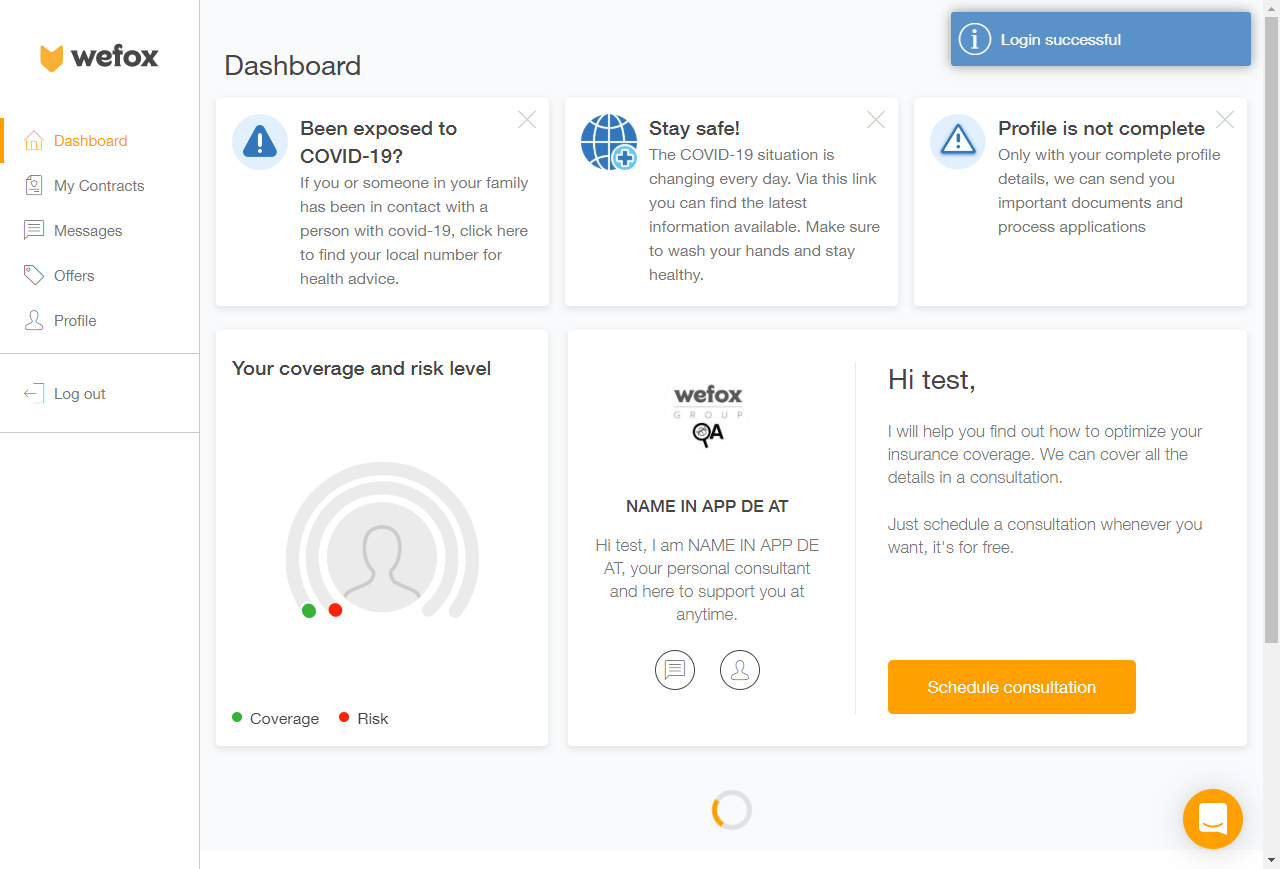 wefox
Dashboard
My Contracts
Messages
Offers
Profile
Log out
Login successful
Dashboard
Been exposed to
COVID-19?
If you or someone in your family
has been in contact with a
person with covid-19, click here
to find your local number for
health advice.
Stay safe!
The COVID-19 situation is
changing every day. Via this link
you can find the latest
information available. Make sure
to wash your hands and stay
healthy.
Profile is not complete
Only with your complete profile
details, we can send you
important documents and
process applications
Your coverage and risk level
Coverage
Risk
wefox
GROUP
QA
NAME IN APP DE AT
Hi test, I am NAME IN APP DE
AT, your personal consultant
and here to support you at
anytime.
Hi test,
I will help you find out how to optimize your
insurance coverage. We can cover all the
details in a consultation.
Just schedule a consultation whenever you
want, it's for free.
Schedule consultation